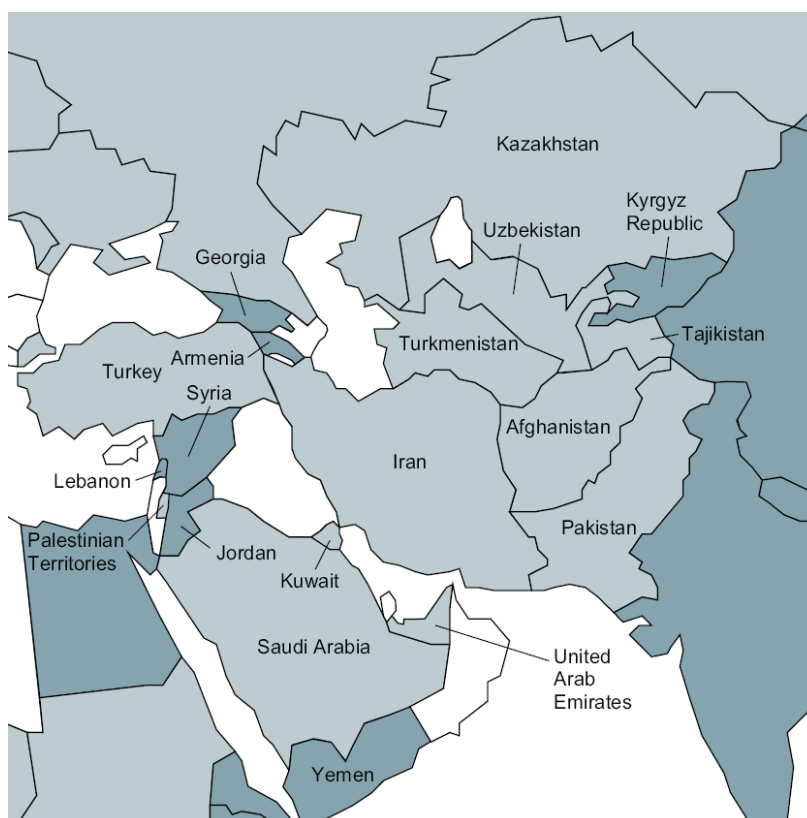 Kazakhstan
Kyrgyz
Republic
Uzbekistan
Georgia
Tajikistan
Turkmenistan
Armenia
Turkey
Syria
Afghanistan
Iran
Lebanon
Pakistan
Palestinian
Territories
Jordan
Kuwait
Saudi Arabia
United
Arab
Emirates
Yemen